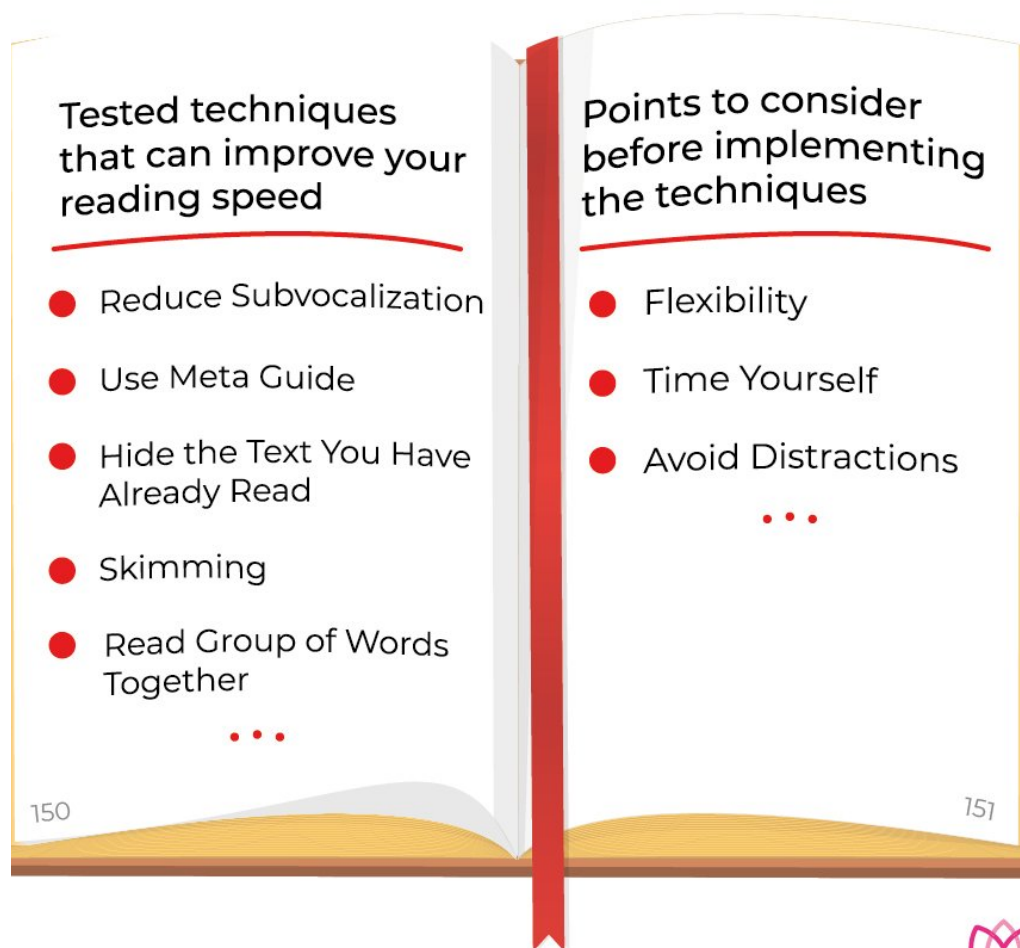 Tested techniques
that can improve your
reading speed
Reduce Subvocalization
Use Meta Guide
Hide the Text You Have
Already Read
Skimming
Read Group of Words
Together
...
150
Points to consider
before implementing
the techniques
Flexibility
Time Yourself
Avoid Distractions
...
151